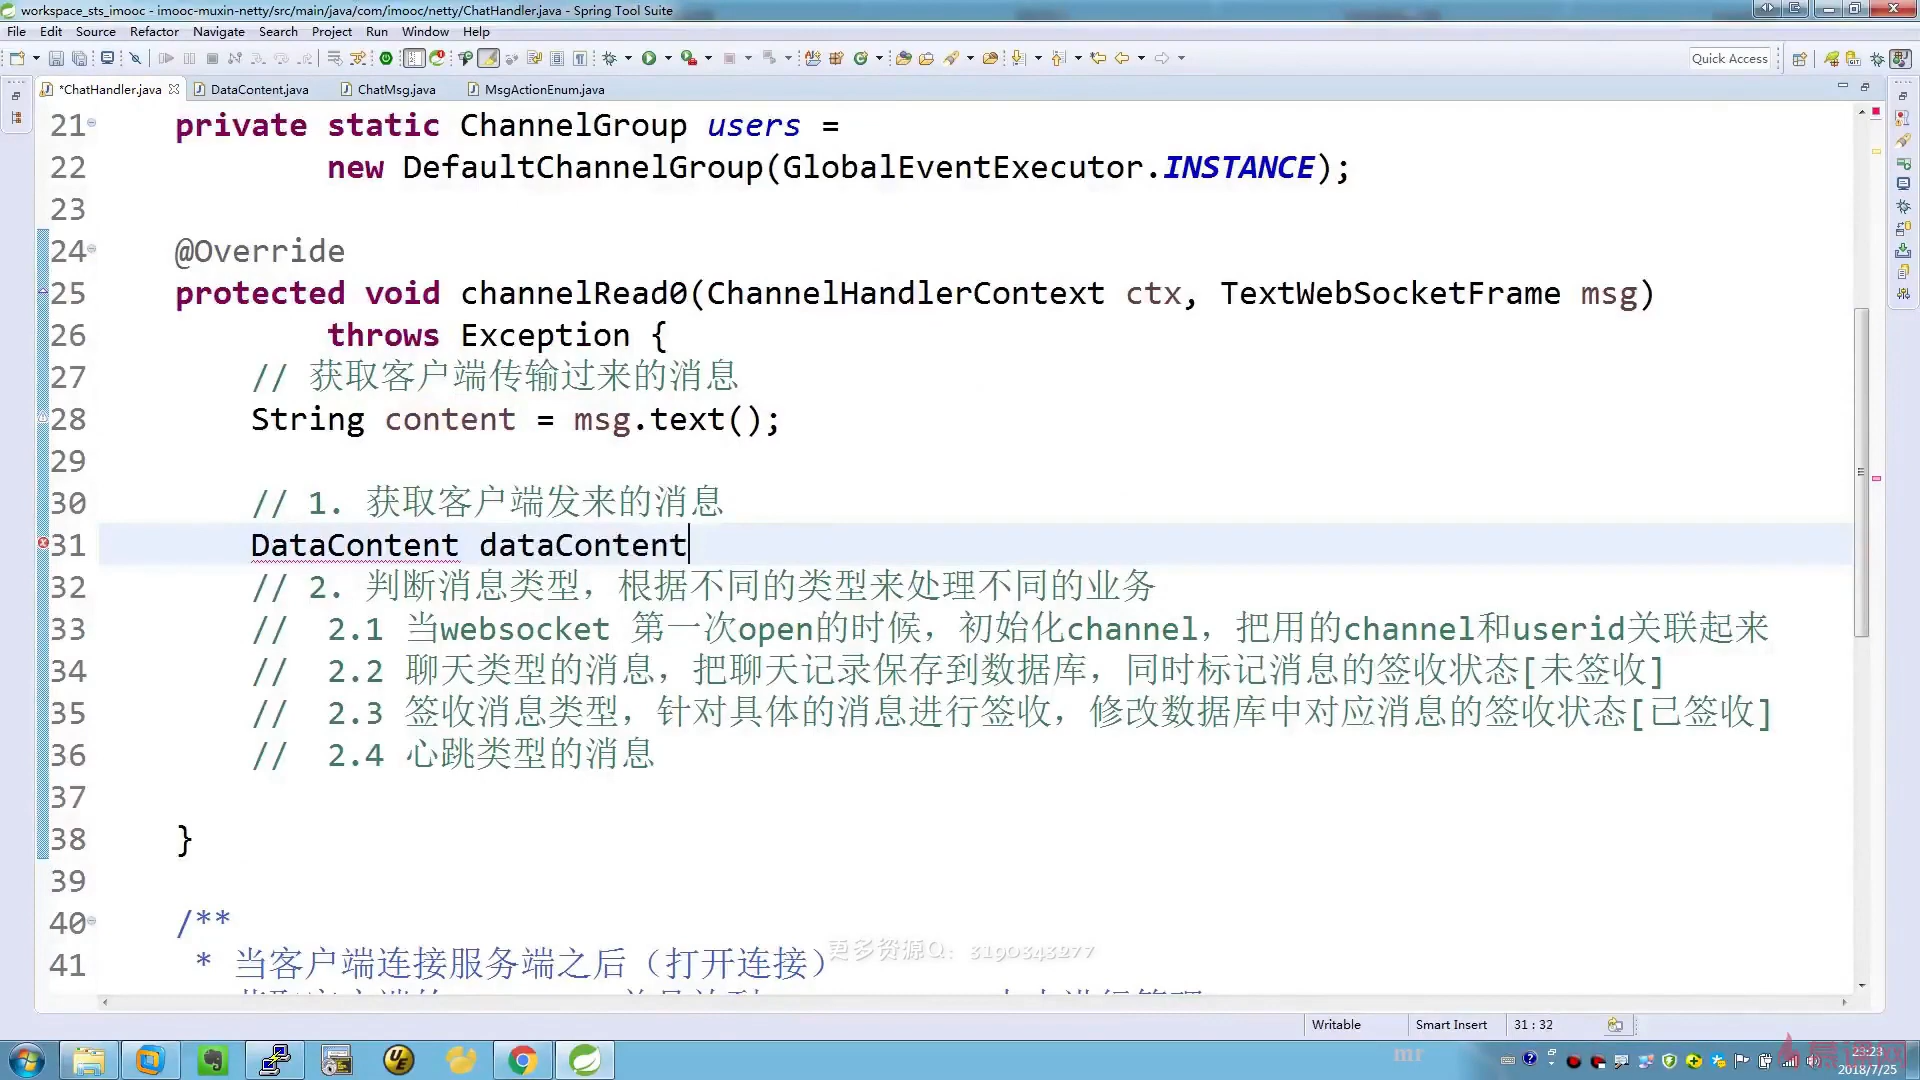 workspace_sts_imooc - imooc-muxin-netty/src/main/java/com/imooc/netty/ChatHandler.java - Spring Tool Suite
File Edit Source Refactor Navigate Search Project Run Window Help
Quick Access
*ChatHandler.java DataContent.java ChatMsg.java MsgActionEnum.java
21 private static ChannelGroup users =
22 new DefaultChannelGroup(GlobalEventExecutor.INSTANCE);
23
24 @Override
25 protected void channelRead0(ChannelHandlerContext ctx, TextWebSocketFrame msg)
26 throws Exception {
27 // 获取客户端传输过来的消息
28 String content = msg.text();
29
30 // 1. 获取客户端发来的消息
31 DataContent dataContent
32 // 2. 判断消息类型，根据不同的类型来处理不同的业务
33 // 2.1 当websocket 第一次open的时候，初始化channel，把用的channel和userid关联起来
34 // 2.2 聊天类型的消息，把聊天记录保存到数据库，同时标记消息的签收状态[未签收]
35 // 2.3 签收消息类型，针对具体的消息进行签收，修改数据库中对应消息的签收状态[已签收]
36 // 2.4 心跳类型的消息
37
38 }
39
40 /**
41 * 当客户端连接服务端之后（打开连接）
更多资源Q: 3190343277
Writable Smart Insert 31 : 32
mr
慕课网
23:23
2018/7/25